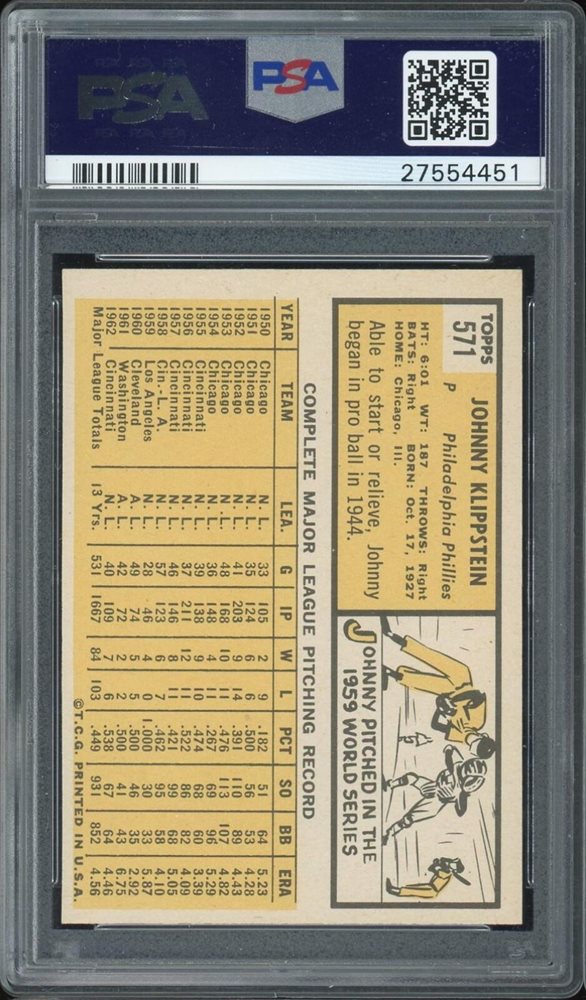 PSA
PSA
27554451
TOPPS
571
JOHNNY KLIPPSTEIN
P Philadelphia Phillies
HT: 6:01 WT: 187 THROWS: Right
BATS: Right BORN: Oct. 17, 1927
HOME: Chicago, Ill.
Able to start or relieve, Johnny
began in pro ball in 1944.
JOHNNY PITCHED IN THE
1959 WORLD SERIES
COMPLETE MAJOR LEAGUE PITCHING RECORD
YEAR TEAM LEA. G IP W L PCT SO BB ERA
1950 Chicago N. L. 33 105 2 9 .182 51 64 5.23
1951 Chicago N. L. 35 124 6 6 .500 56 53 4.28
1952 Chicago N. L. 41 203 9 14 .391 110 89 4.43
1953 Chicago N. L. 48 168 10 11 .476 113 107 4.82
1954 Chicago N. L. 36 148 4 11 .267 69 96 5.29
1955 Cincinnati N. L. 39 138 9 10 .474 68 60 3.39
1956 Cincinnati N. L. 37 211 12 11 .522 86 82 4.09
1957 Cincinnati N. L. 46 146 8 11 .421 99 68 5.05
1958 Cin.-L. A. N. L. 57 123 6 7 .462 95 58 4.10
1959 Los Angeles N. L. 28 46 4 0 1.000 30 33 5.87
1960 Cleveland A. L. 49 74 5 5 .500 46 35 2.92
1961 Washington A. L. 42 72 2 2 .500 41 43 6.75
1962 Cincinnati N. L. 40 109 7 6 .538 67 64 4.46
Major League Totals 13 Yrs. 531 1667 84 103 .449 931 852 4.56
©T.C.G. PRINTED IN U.S.A.